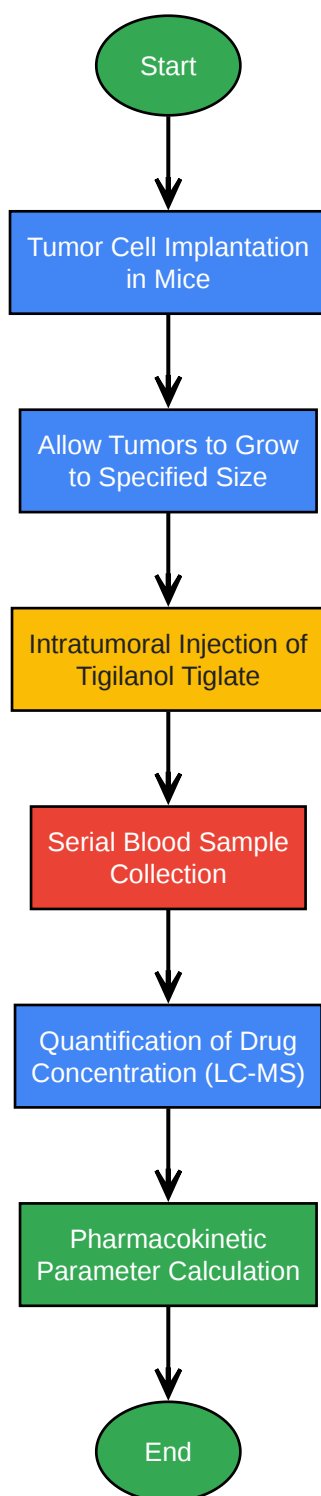 Start
Tumor Cell Implantation
in Mice
Allow Tumors to Grow
to Specified Size
Intratumoral Injection of
Tigilanol Tiglate
Serial Blood Sample
Collection
Quantification of Drug
Concentration (LC-MS)
Pharmacokinetic
Parameter Calculation
End